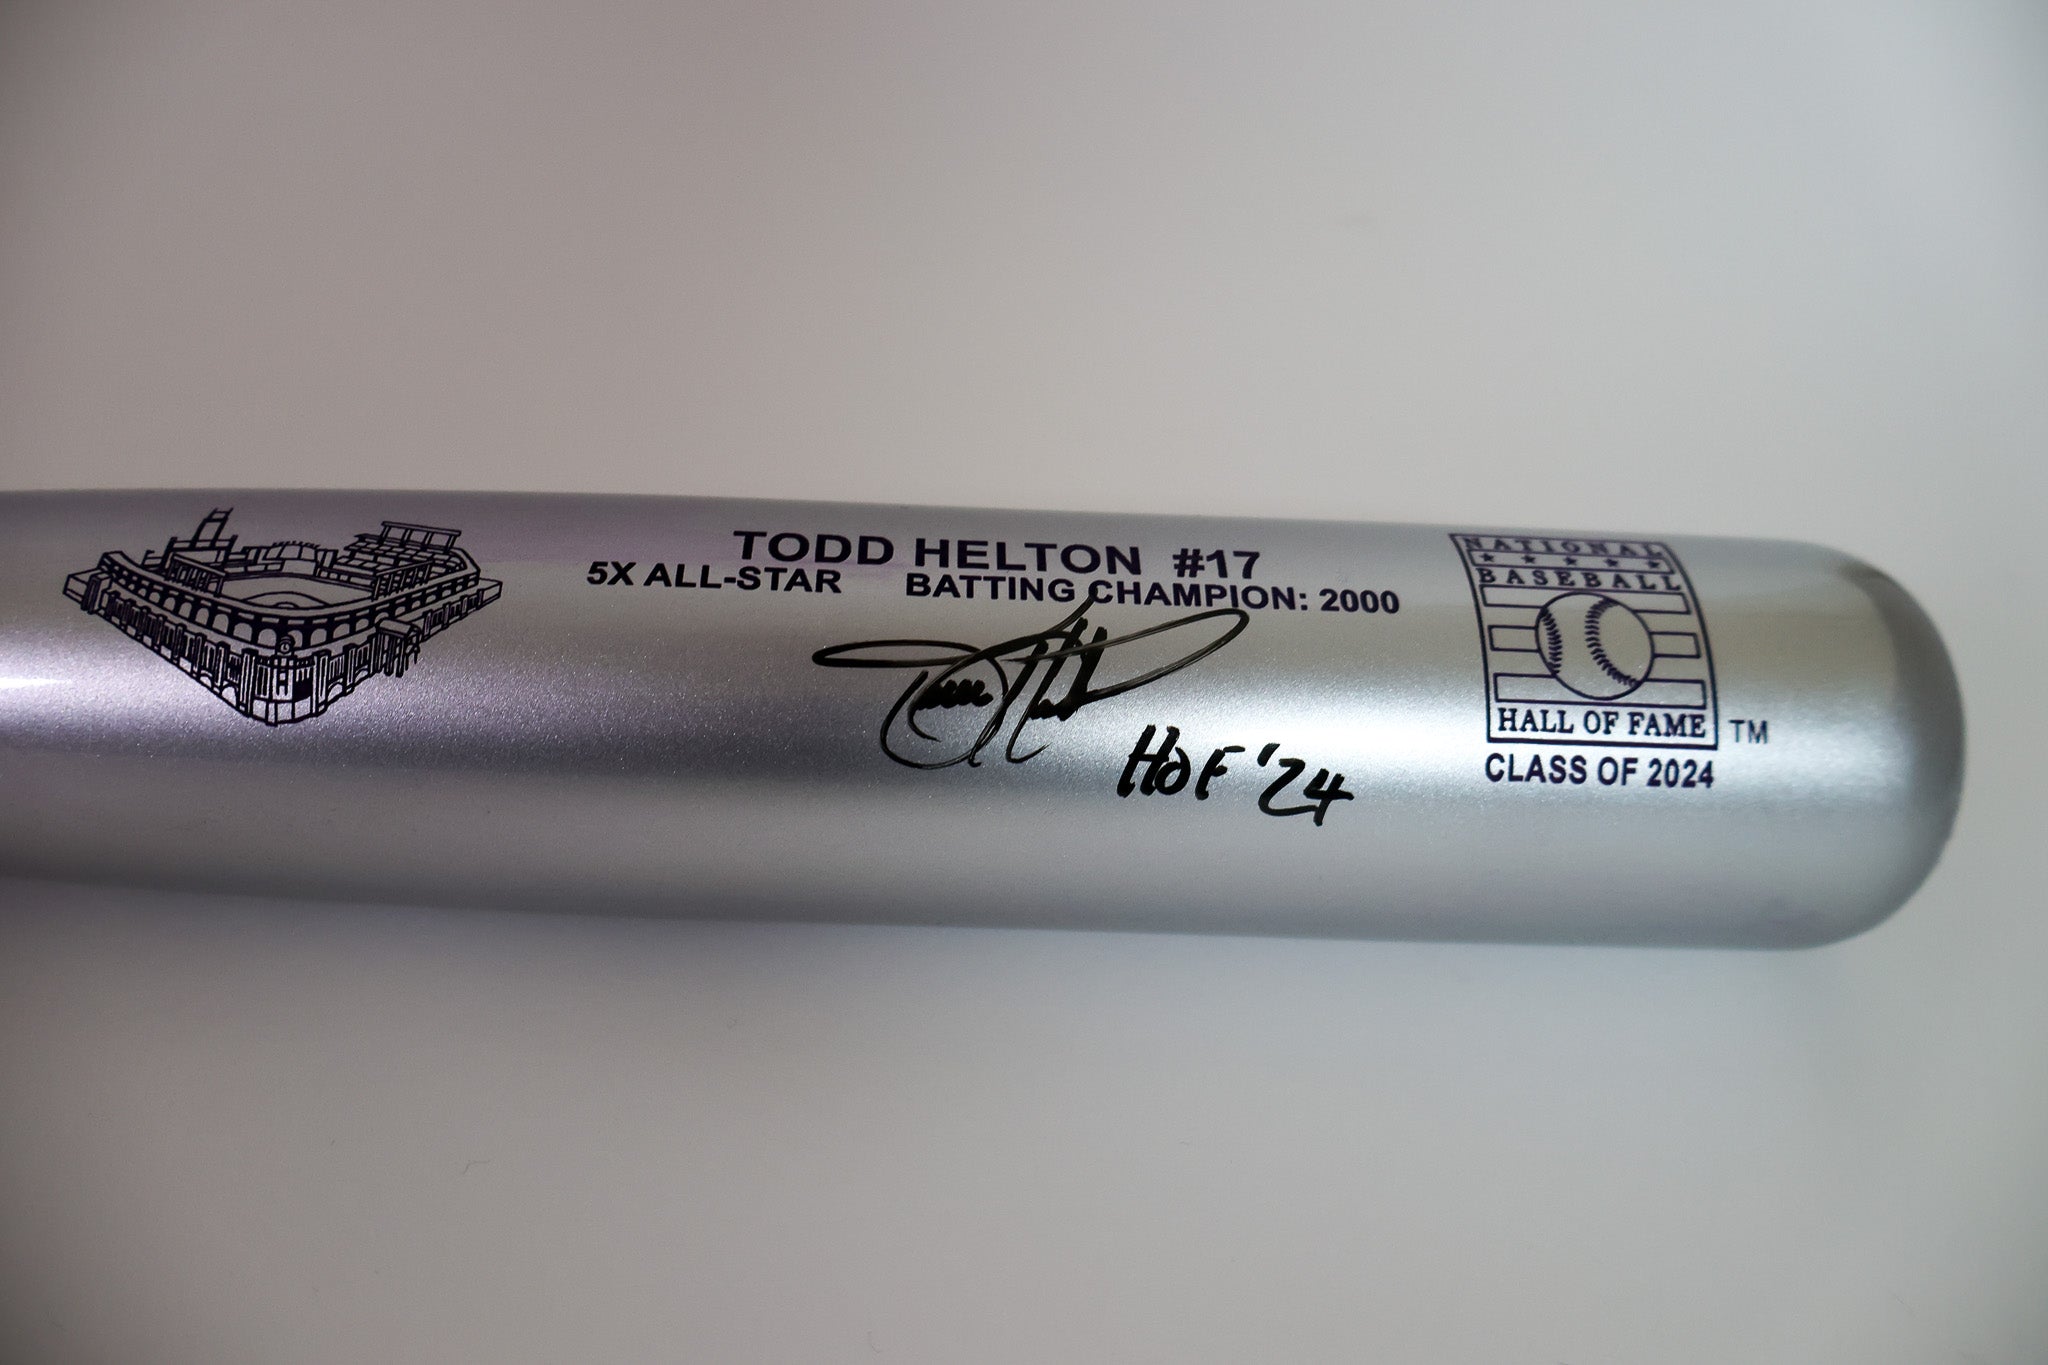 TODD HELTON #17
5X ALL-STAR BATTING CHAMPION: 2000
HOF '24
NATIONAL
BASEBALL
HALL OF FAME TM
CLASS OF 2024